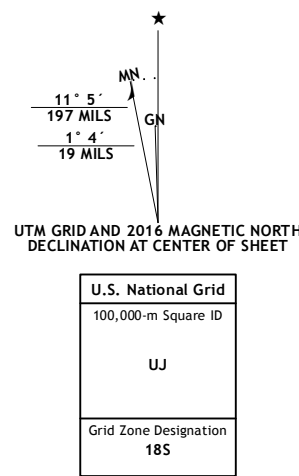 ★
MN
GN
11° 5´
197 MILS
1° 4´
19 MILS
UTM GRID AND 2016 MAGNETIC NORTH
DECLINATION AT CENTER OF SHEET
U.S. National Grid
100,000-m Square ID
UJ
Grid Zone Designation
18S